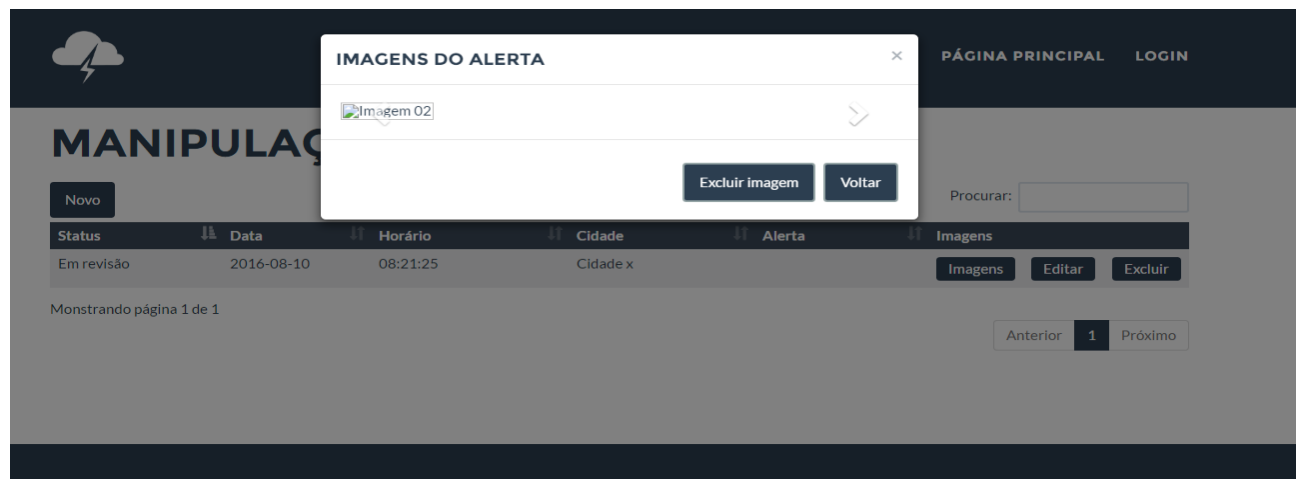 IMAGENS DO ALERTA ×
PÁGINA PRINCIPAL LOGIN
Imagem 02
MANIPULAÇ
Excluir imagem Voltar
Novo
Procurar:
Status Data Horário Cidade Alerta Imagens
Em revisão 2016-08-10 08:21:25 Cidade x Imagens Editar Excluir
Monstrando página 1 de 1
Anterior 1 Próximo